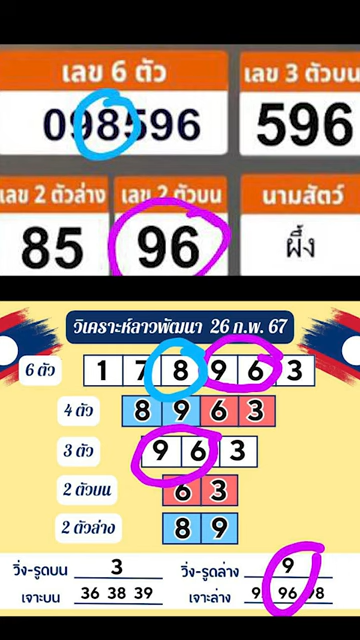 เลข 6 ตัว
เลข 3 ตัวบน
098596
596
เลข 2 ตัวล่าง
เลข 2 ตัวบน
นามสัตว์
85
96
ผึ้ง
วิเคราะห์ลาวพัฒนา 26 ก.พ. 67
6 ตัว 1 7 8 9 6 3
4 ตัว 8 9 6 3
3 ตัว 9 6 3
2 ตัวบน 6 3
2 ตัวล่าง 8 9
วิ่ง-รูดบน 3 วิ่ง-รูดล่าง 9
เจาะบน 36 38 39 เจาะล่าง 96 98